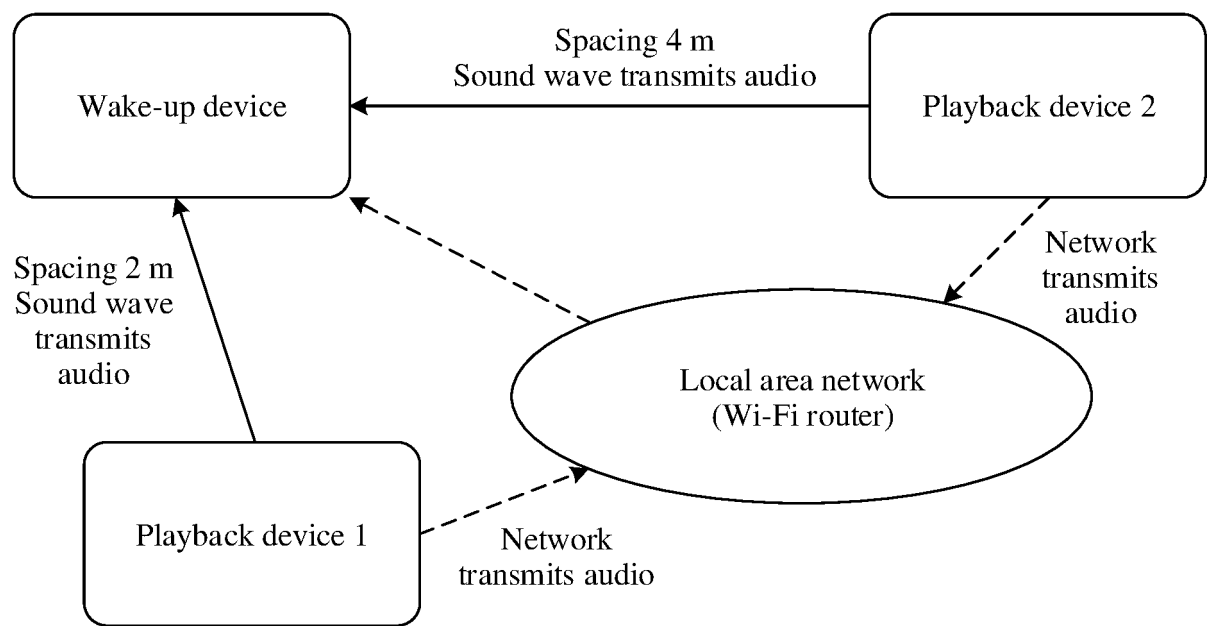 Wake-up device
Spacing 4 m
Sound wave transmits audio
Playback device 2
Spacing 2 m
Sound wave
transmits
audio
Network
transmits
audio
Local area network
(Wi-Fi router)
Playback device 1
Network
transmits audio